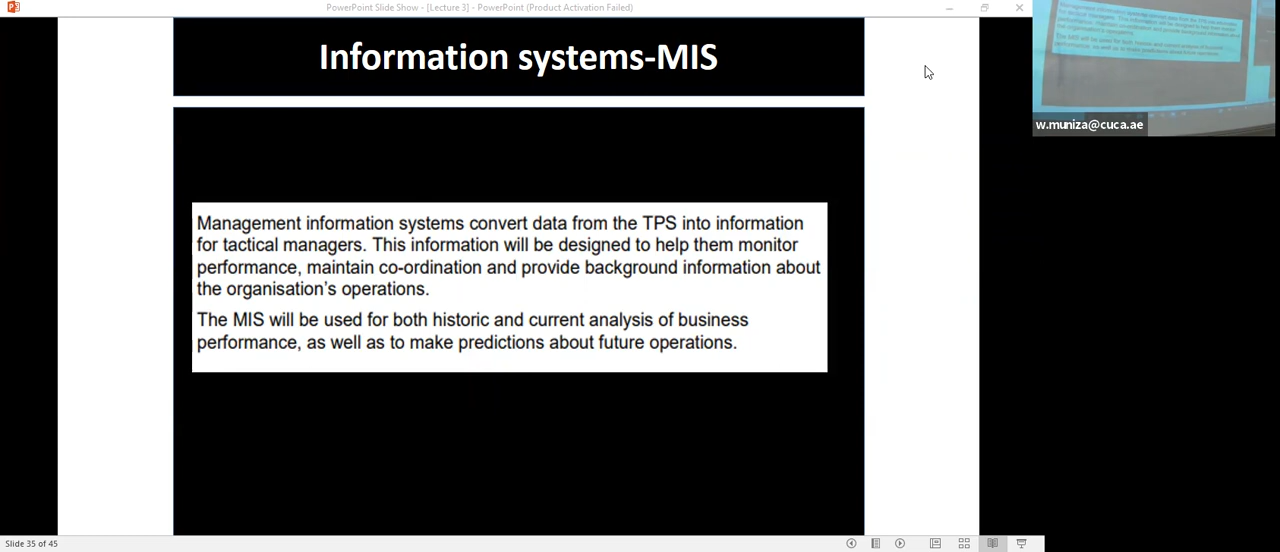 PowerPoint Slide Show - [Lecture 3] - PowerPoint (Product Activation Failed)
Information systems-MIS
w.muniza@cuca.ae
Management information systems convert data from the TPS into information
for tactical managers. This information will be designed to help them monitor
performance, maintain co-ordination and provide background information about
the organisation's operations.
The MIS will be used for both historic and current analysis of business
performance, as well as to make predictions about future operations.
Slide 35 of 45